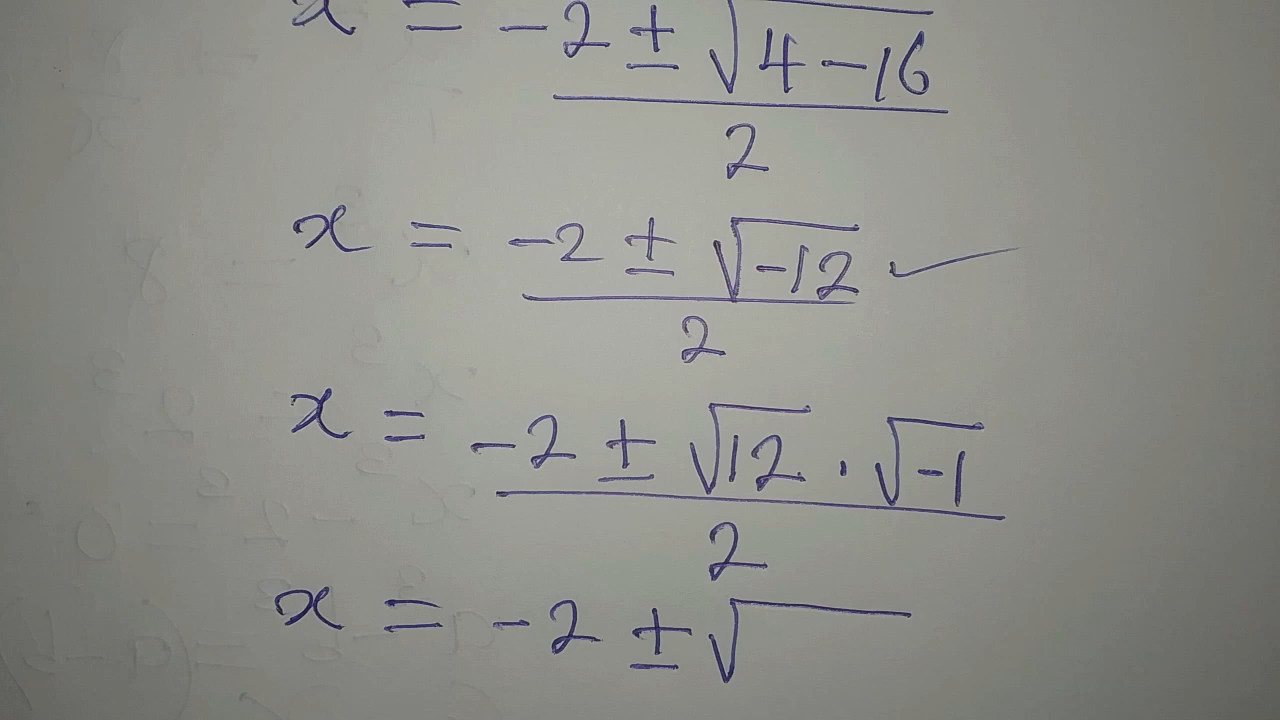 x = -2 ± √4-16
2
x = -2 ± √-12 ✓
2
x = -2 ± √12 . √-1
2
x = -2 ± √